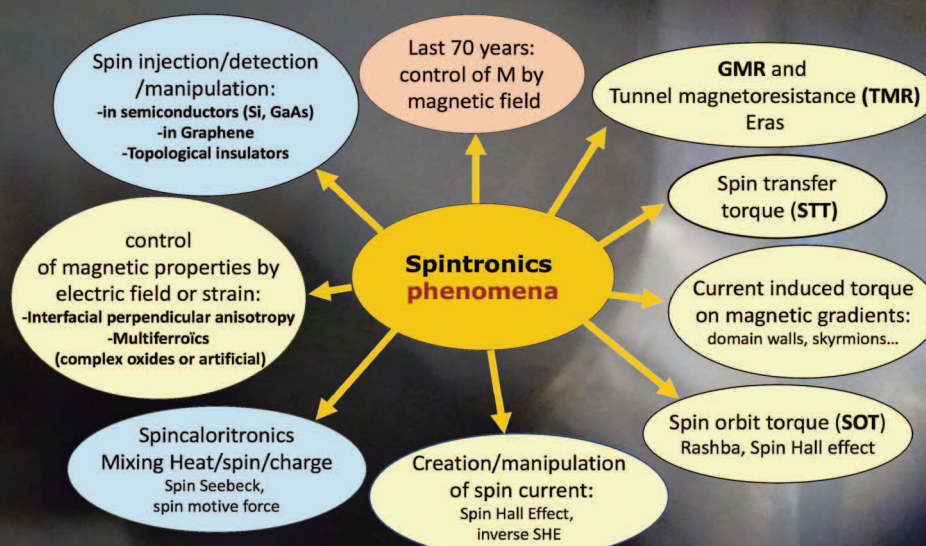 Spin injection/detection
/manipulation:
-in semiconductors (Si, GaAs)
-in Graphene
-Topological insulators
Last 70 years:
control of M by
magnetic field
GMR and
Tunnel magnetoresistance (TMR)
Eras
Spin transfer
torque (STT)
control
of magnetic properties by
electric field or strain:
-Interfacial perpendicular anisotropy
-Multiferroïcs
(complex oxides or artificial)
Spintronics
phenomena
Current induced torque
on magnetic gradients:
domain walls, skyrmions...
Spincaloritronics
Mixing Heat/spin/charge
Spin Seebeck,
spin motive force
Creation/manipulation
of spin current:
Spin Hall Effect,
inverse SHE
Spin orbit torque (SOT)
Rashba, Spin Hall effect